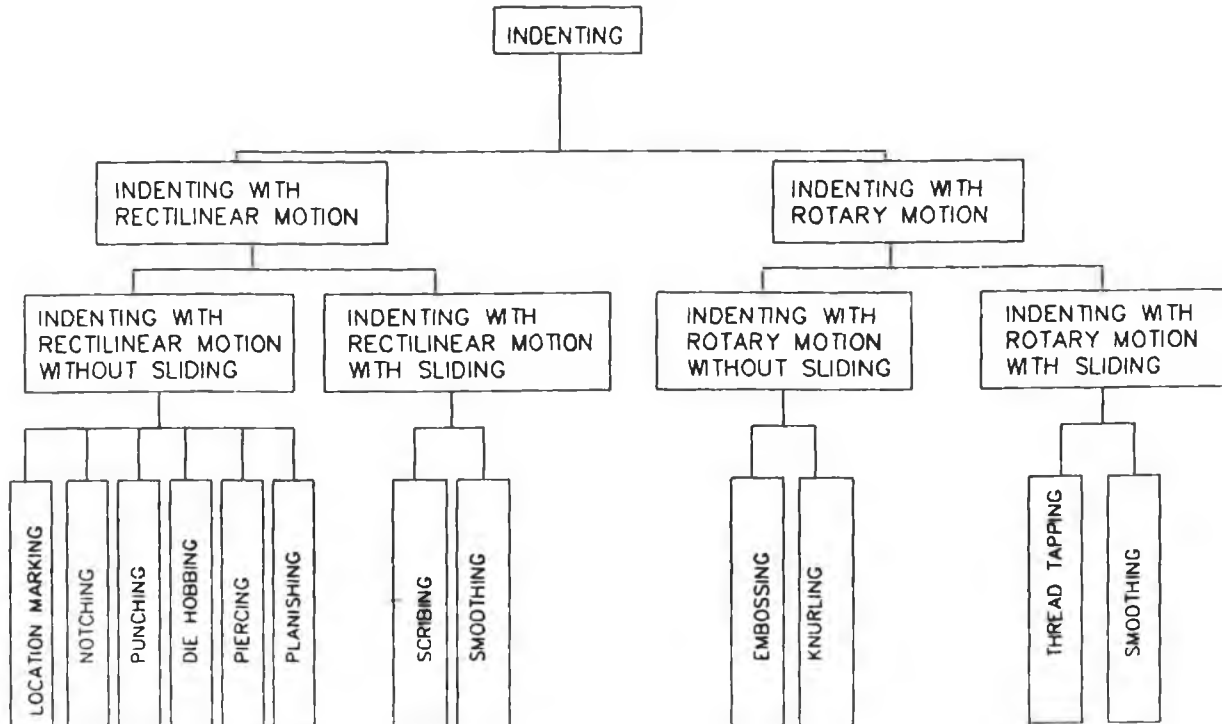 INDENTING
INDENTING WITH
RECTILINEAR MOTION
INDENTING WITH
ROTARY MOTION
INDENTING WITH
RECTILINEAR MOTION
WITHOUT SLIDING
INDENTING WITH
RECTILINEAR MOTION
WITH SLIDING
INDENTING WITH
ROTARY MOTION
WITHOUT SLIDING
INDENTING WITH
ROTARY MOTION
WITH SLIDING
LOCATION MARKING
NOTCHING
PUNCHING
DIE HOBBING
PIERCING
PLANISHING
SCRIBING
SMOOTHING
EMBOSSING
KNURLING
THREAD TAPPING
SMOOTHING